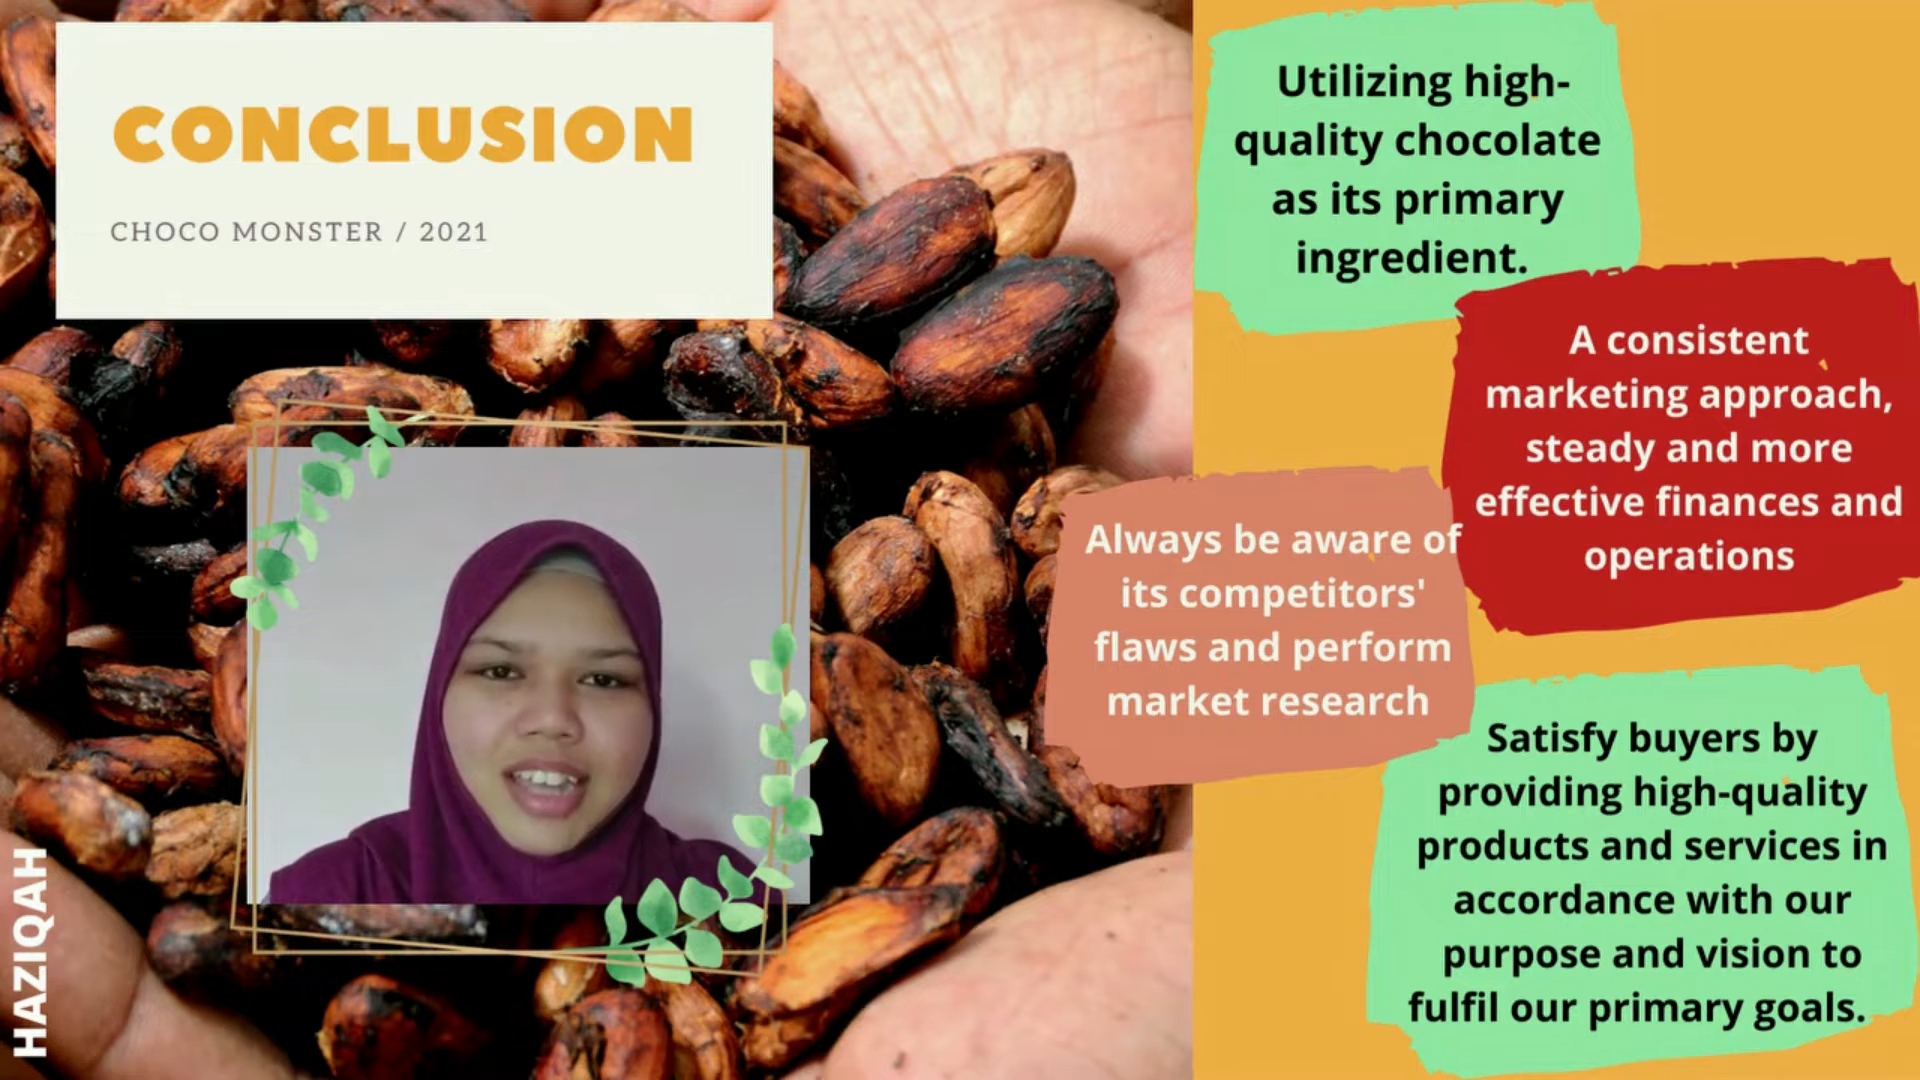 CONCLUSION
CHOCO MONSTER / 2021
HAZIQAH
Utilizing high-
quality chocolate
as its primary
ingredient.
A consistent
marketing approach,
steady and more
effective finances and
operations
Always be aware of
its competitors'
flaws and perform
market research
Satisfy buyers by
providing high-quality
products and services in
accordance with our
purpose and vision to
fulfil our primary goals.